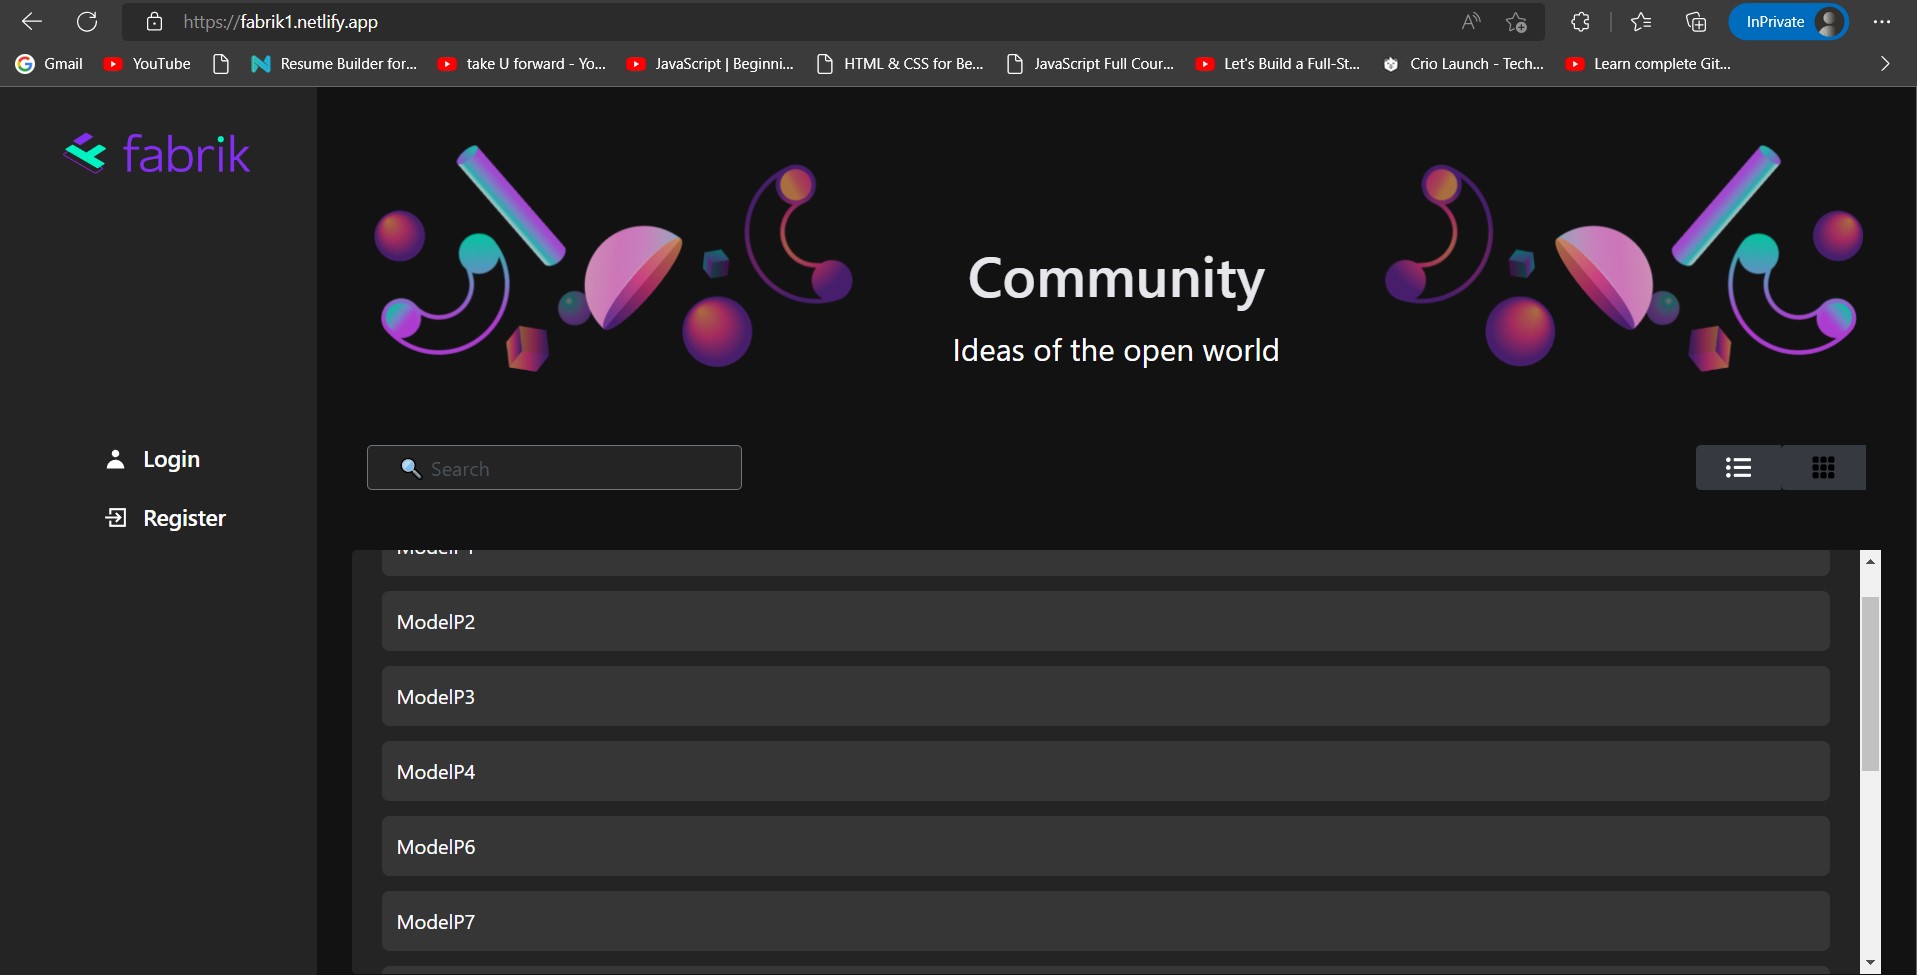 https://fabrik1.netlify.app
InPrivate
Gmail
YouTube
Resume Builder for...
take U forward - Yo...
JavaScript | Beginni...
HTML & CSS for Be...
JavaScript Full Cour...
Let's Build a Full-St...
Crio Launch - Tech...
Learn complete Git...
fabrik
Login
Register
Community
Ideas of the open world
Search
ModelP2
ModelP3
ModelP4
ModelP6
ModelP7